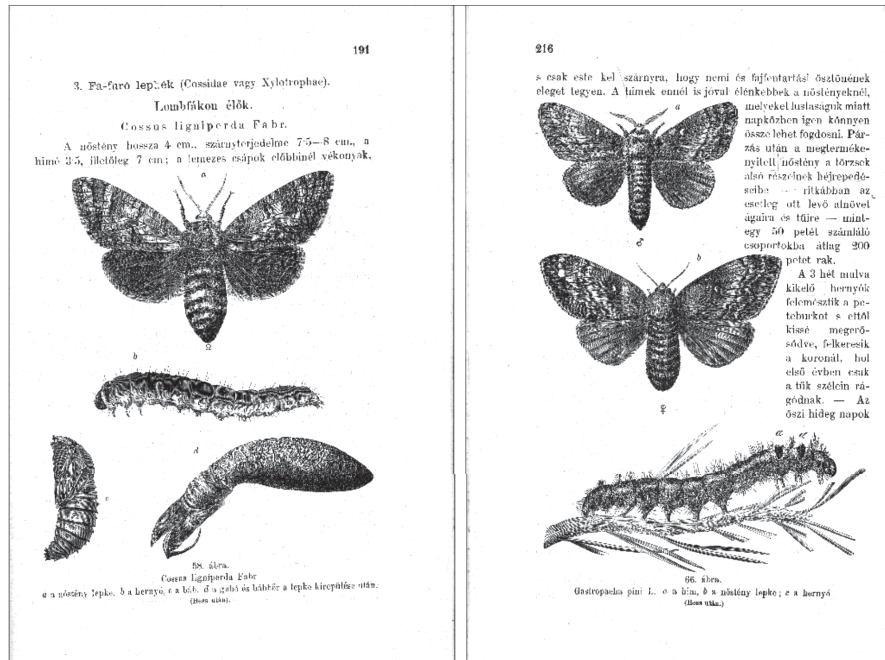 191
3. Fa-faró lepkék (Cossidae vagy Xylotrophae).
Lombfákon élők.
Cossus ligniperda Fabr.
A nőstény hossza 4 cm., szárnyterjedelme 7·5—8 cm., a
hímé 3·5, illetőleg 7 cm; a lemezes csápok előbbinél vékonyak,
a
♀
b
c
d
58. ábra.
Cossus ligniperda Fabr
a a nőstény lepke, b a hernyó, c a báb, d a gubó és bábbőr a lepke kirepülése után.
(Hess után).
216
s csak este kel szárnyra, hogy nemi és fajfentartási ösztönének
eleget tegyen. A hímek ennél is jóval élénkebbek a nőstényeknél,
melyeket lustaságuk miatt
napközben igen könnyen
össze lehet fogdosni. Pár-
zás után a megterméke-
nyített nőstény a törzsek
alsó részeinek héjrepedé-
seibe — ritkábban az
esetleg ott levő alnövet
ágaira és tűire — mint-
egy 50 petét számláló
csoportokba átlag 200
petét rak.
A 3 hét mulva
kikelő hernyók
felemésztik a pe-
teburkot s ettől
kissé megerő-
södve, felkeresik
a koronát, hol
első évben csak
a tűk szélein rá-
gódnak. — Az
őszi hideg napok
a
♂
b
♀
66. ábra.
Gastropacha pini L. a a hím, b a nőstény lepke; c a hernyó
(Hess után.)